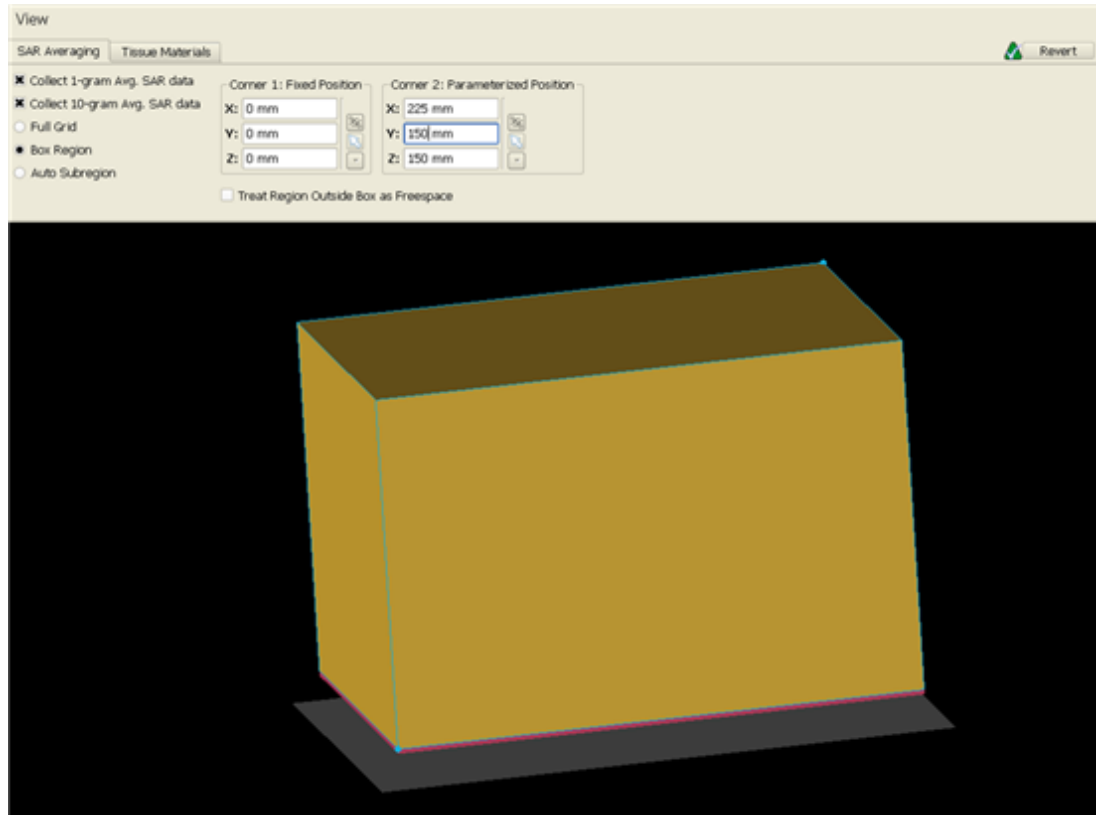 View
SAR Averaging Tissue Materials Revert
Collect 1-gram Avg. SAR data
Collect 10-gram Avg. SAR data
Full Grid
Box Region
Auto Subregion
Corner 1: Fixed Position
X: 0 mm
Y: 0 mm
Z: 0 mm
Corner 2: Parameterized Position
X: 225 mm
Y: 150 mm
Z: 150 mm
Treat Region Outside Box as Freespace